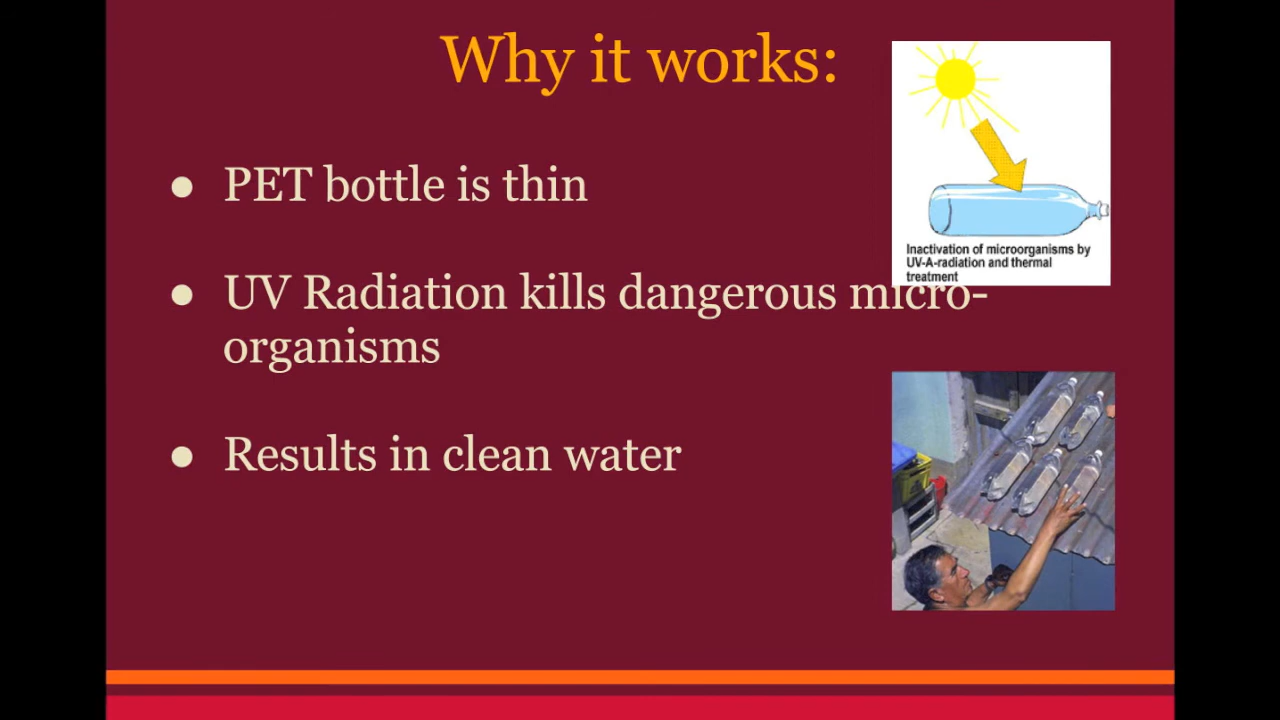 Why it works:
● PET bottle is thin
● UV Radiation kills dangerous micro-
organisms
● Results in clean water
Inactivation of microorganisms by
UV-A-radiation and thermal
treatment